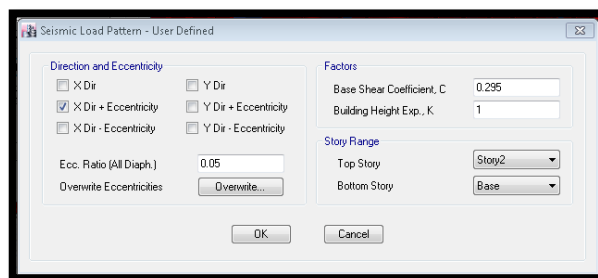 Seismic Load Pattern - User Defined
Direction and Eccentricity
X Dir
Y Dir
X Dir + Eccentricity
Y Dir + Eccentricity
X Dir - Eccentricity
Y Dir - Eccentricity
Ecc. Ratio (All Diaph.)
0.05
Overwrite Eccentricities
Overwrite...
Factors
Base Shear Coefficient, C
0.295
Building Height Exp., K
1
Story Range
Top Story
Story2
Bottom Story
Base
OK
Cancel